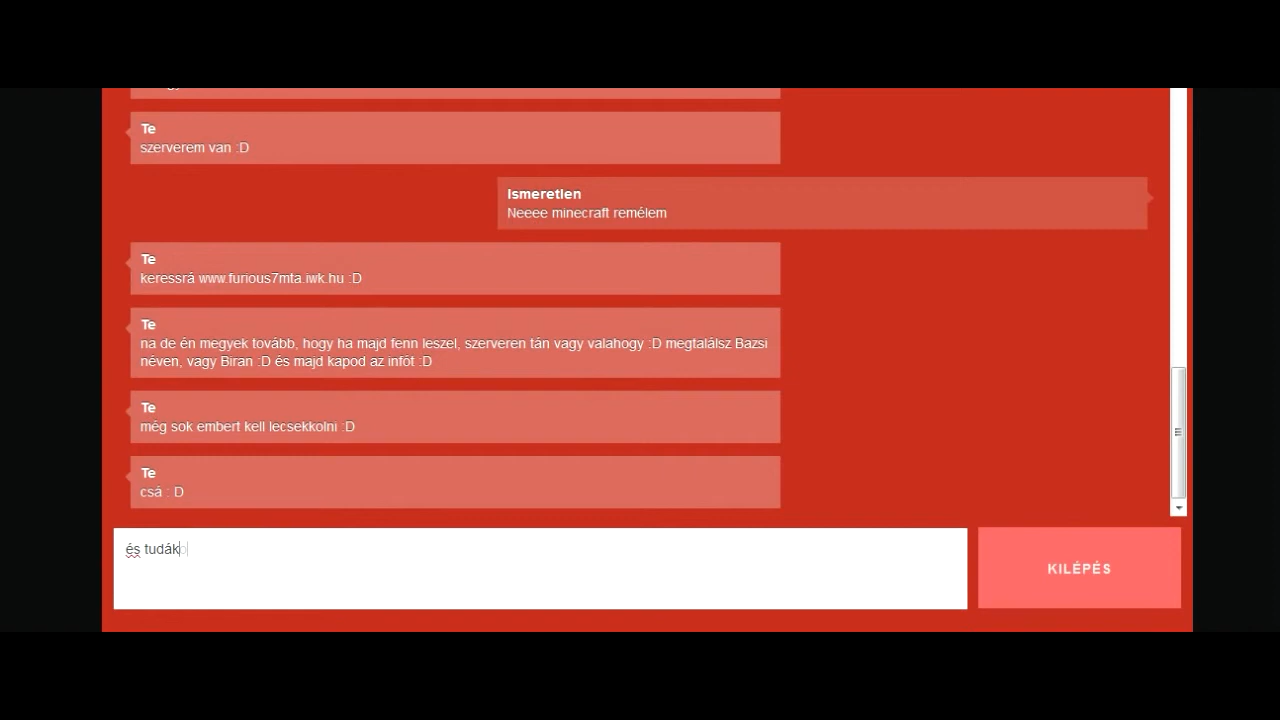 Te
szerverem van :D
Ismeretlen
Neeee minecraft remélem
Te
keressrá www.furious7mta.iwk.hu :D
Te
na de én megyek tovább, hogy ha majd fenn leszel, szerveren tán vagy valahogy :D megtalálsz Bazsi
néven, vagy Biran :D és majd kapod az infót :D
Te
még sok embert kell lecsekkolni :D
Te
csá : D
és tudák
KILÉPÉS